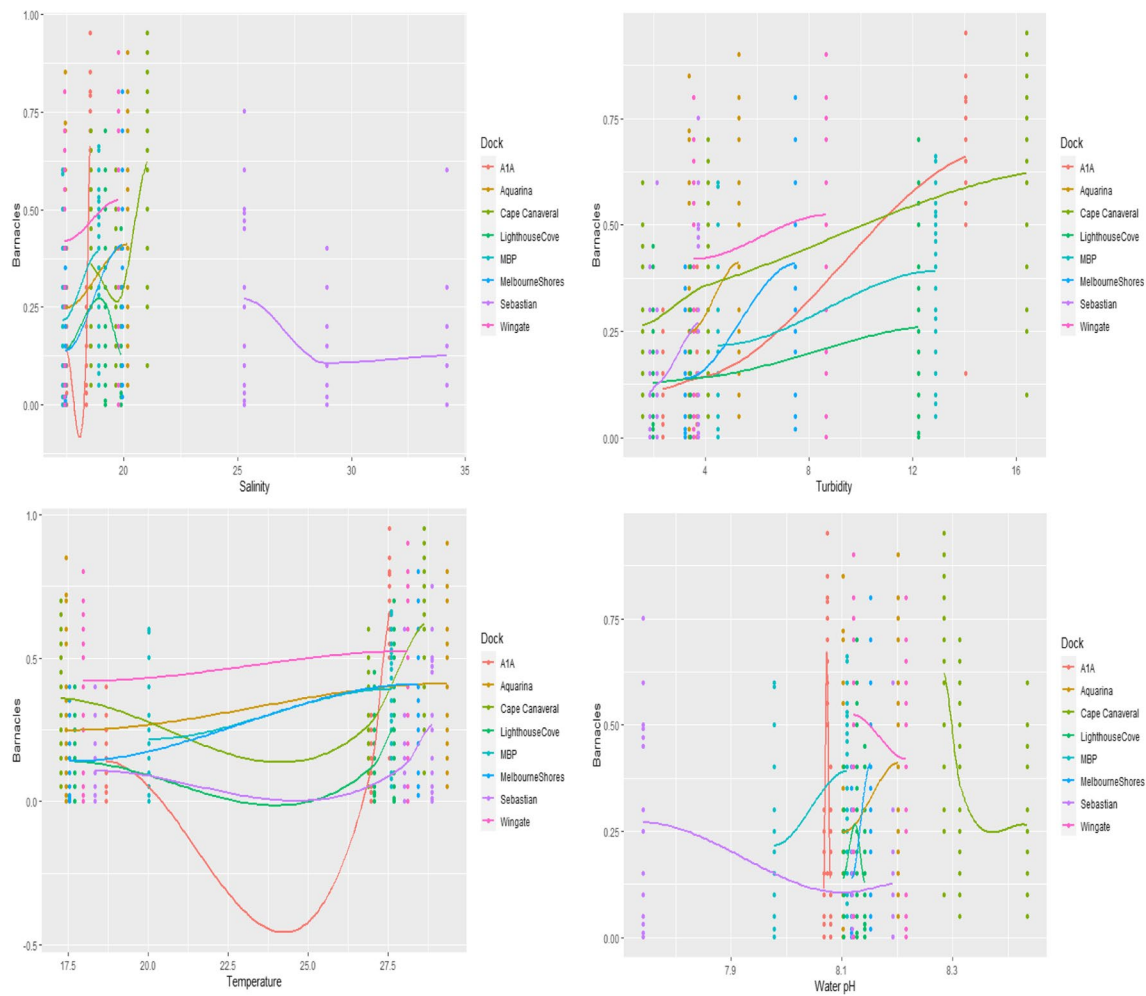 1.00
0.75
0.50
0.25
0.00
Barnacles
20
25
30
35
Salinity
Dock
A1A
Aquarina
Cape Canaveral
LighthouseCove
MBP
MelbourneShores
Sebastian
Wingate
0.75
0.50
0.25
0.00
Barnacles
4
8
12
16
Turbidity
Dock
A1A
Aquarina
Cape Canaveral
LighthouseCove
MBP
MelbourneShores
Sebastian
Wingate
1.0
0.5
0.0
-0.5
Barnacles
17.5
20.0
22.5
25.0
27.5
Temperature
Dock
A1A
Aquarina
Cape Canaveral
LighthouseCove
MBP
MelbourneShores
Sebastian
Wingate
0.75
0.50
0.25
0.00
Barnacles
7.9
8.1
8.3
Water pH
Dock
A1A
Aquarina
Cape Canaveral
LighthouseCove
MBP
MelbourneShores
Sebastian
Wingate